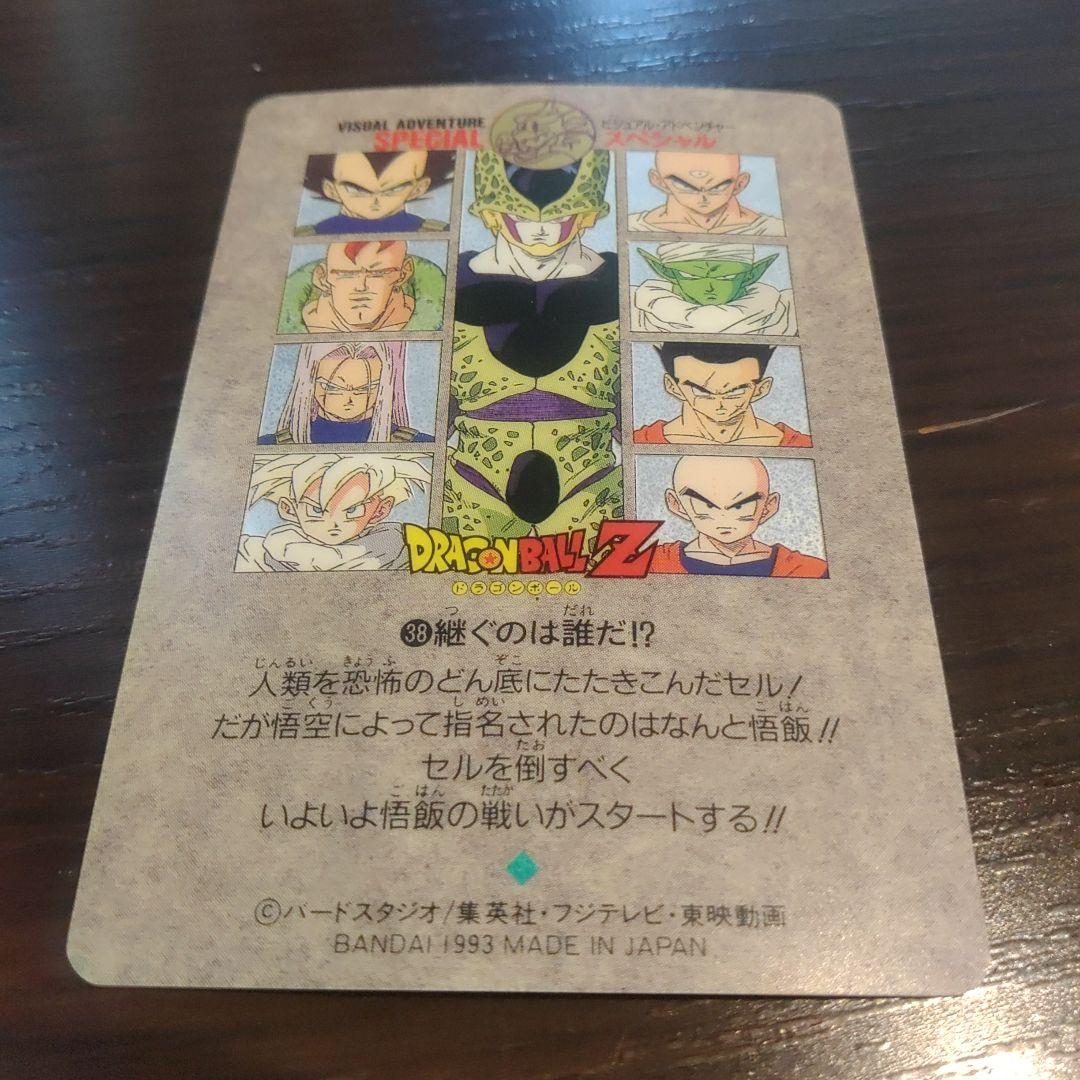 VISUAL ADVENTURE
SPECIAL
ビジュアル・アドベンチャー
スペシャル
DRAGON BALL Z
ドラゴンボール
㊳継ぐのは誰だ!?
人類を恐怖のどん底にたたきこんだセル!
だが悟空によって指名されたのはなんと悟飯!!
セルを倒すべく
いよいよ悟飯の戦いがスタートする!!
©バードスタジオ/集英社・フジテレビ・東映動画
BANDAI 1993 MADE IN JAPAN